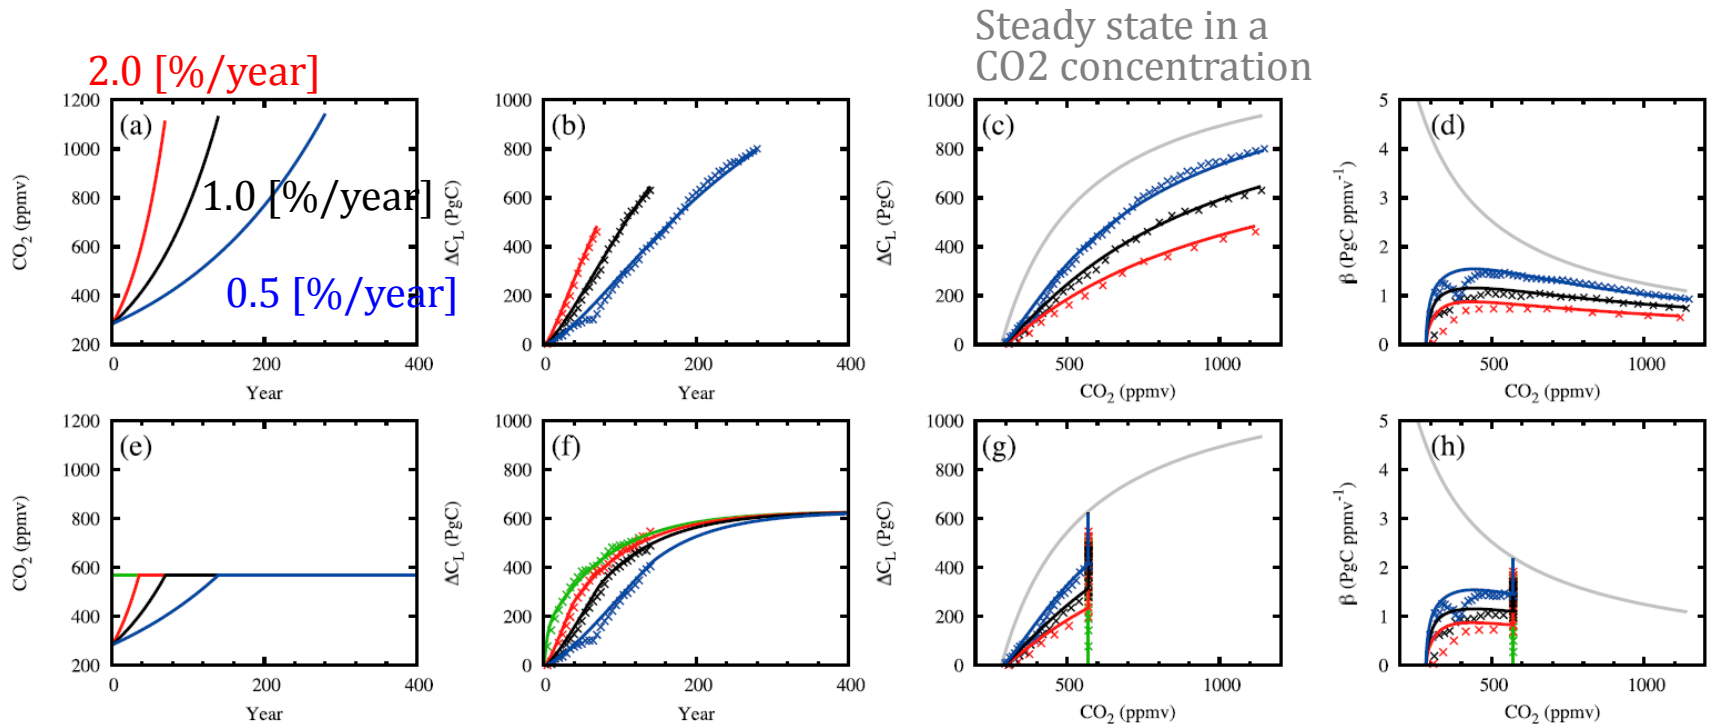 Steady state in a
CO2 concentration
2.0 [%/year]
1.0 [%/year]
0.5 [%/year]
(a)
1200
1000
800
600
400
200
0
200
400
CO2 (ppmv)
Year
(b)
1000
800
600
400
200
0
0
200
400
ΔCL (PgC)
Year
(c)
1000
800
600
400
200
0
500
1000
ΔCL (PgC)
CO2 (ppmv)
(d)
5
4
3
2
1
0
500
1000
β (PgC ppmv-1)
CO2 (ppmv)
(e)
1200
1000
800
600
400
200
0
200
400
CO2 (ppmv)
Year
(f)
1000
800
600
400
200
0
0
200
400
ΔCL (PgC)
Year
(g)
1000
800
600
400
200
0
500
1000
ΔCL (PgC)
CO2 (ppmv)
(h)
5
4
3
2
1
0
500
1000
β (PgC ppmv-1)
CO2 (ppmv)